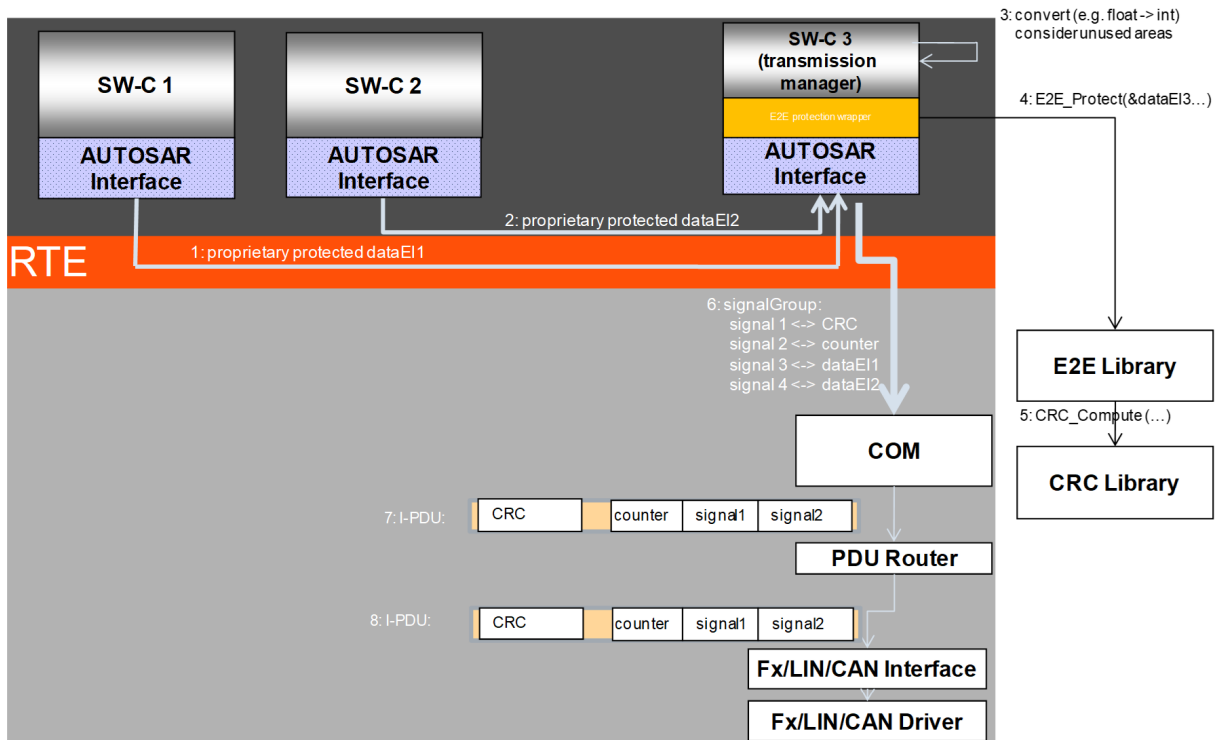 SW-C 1
AUTOSAR
Interface
SW-C 2
AUTOSAR
Interface
SW-C 3
(transmission
manager)
E2E protection wrapper
AUTOSAR
Interface
3: convert (e.g. float -> int)
consider unused areas
4: E2E_Protect(&dataEl3...)
2: proprietary protected dataEl2
RTE
1: proprietary protected dataEl1
6: signalGroup:
signal 1 <-> CRC
signal 2 <-> counter
signal 3 <-> dataEl1
signal 4 <-> dataEl2
E2E Library
5: CRC_Compute (...)
CRC Library
COM
7: I-PDU:
CRC
counter
signal1
signal2
PDU Router
8: I-PDU:
CRC
counter
signal1
signal2
Fx/LIN/CAN Interface
Fx/LIN/CAN Driver